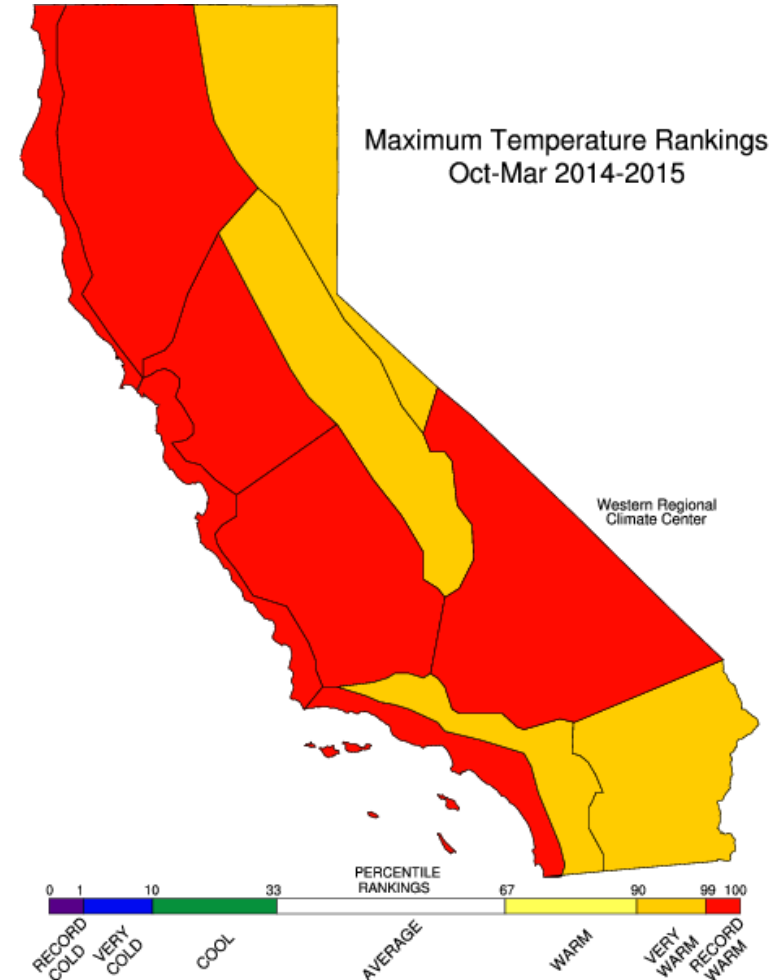 Maximum Temperature Rankings
Oct-Mar 2014-2015
Western Regional
Climate Center
PERCENTILE
RANKINGS
0 1 10 33 67 90 99 100
RECORD
COLD
VERY
COLD
COOL
AVERAGE
WARM
VERY
WARM
RECORD
WARM